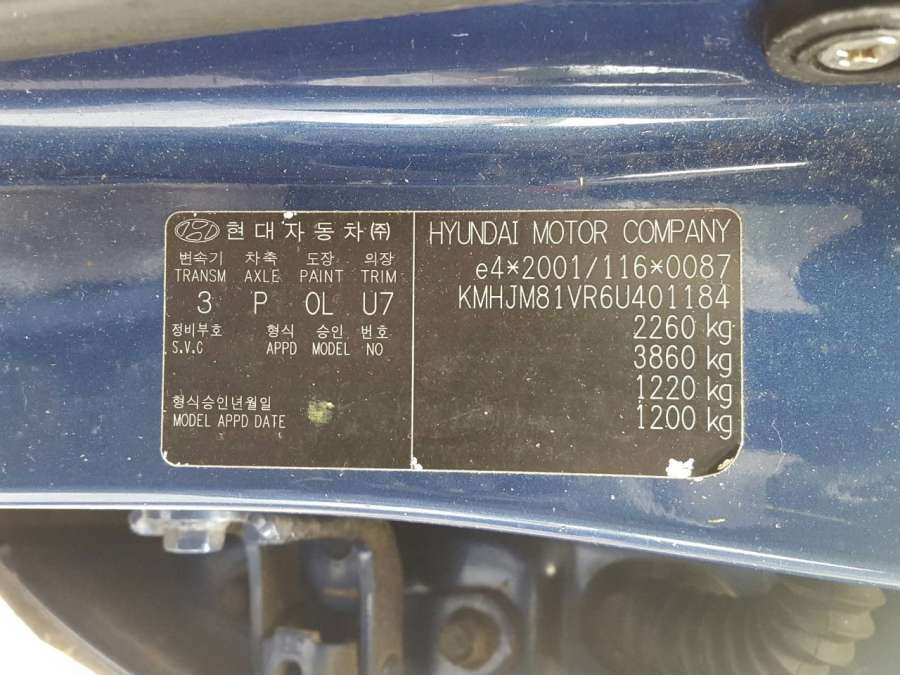 현대자동차㈜
변속기 차축 도장 의장
TRANSM AXLE PAINT TRIM
3 P OL U7
정비부호 형식 승인 번호
S.V.C APPD MODEL NO
형식승인년월일
MODEL APPD DATE
HYUNDAI MOTOR COMPANY
e4*2001/116*0087
KMHJM81VR6U401184
2260 kg
3860 kg
1220 kg
1200 kg